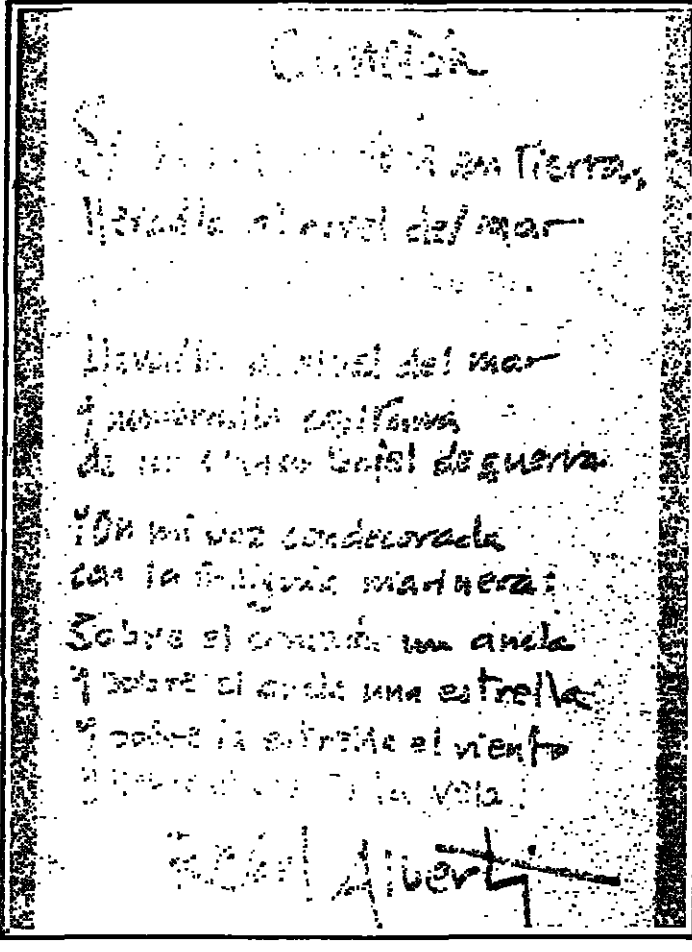 Canción
en Tierra,
llevadla al nivel del mar
llevadla al nivel del mar
y nombradla capitana
de un blanco bajel de guerra.
¡Oh mi voz condecorada
con la insignia marinera:
Sobre el corazón un ancla
y sobre el ancla una estrella
y sobre la estrella el viento
la vela!
Rafael Alberti